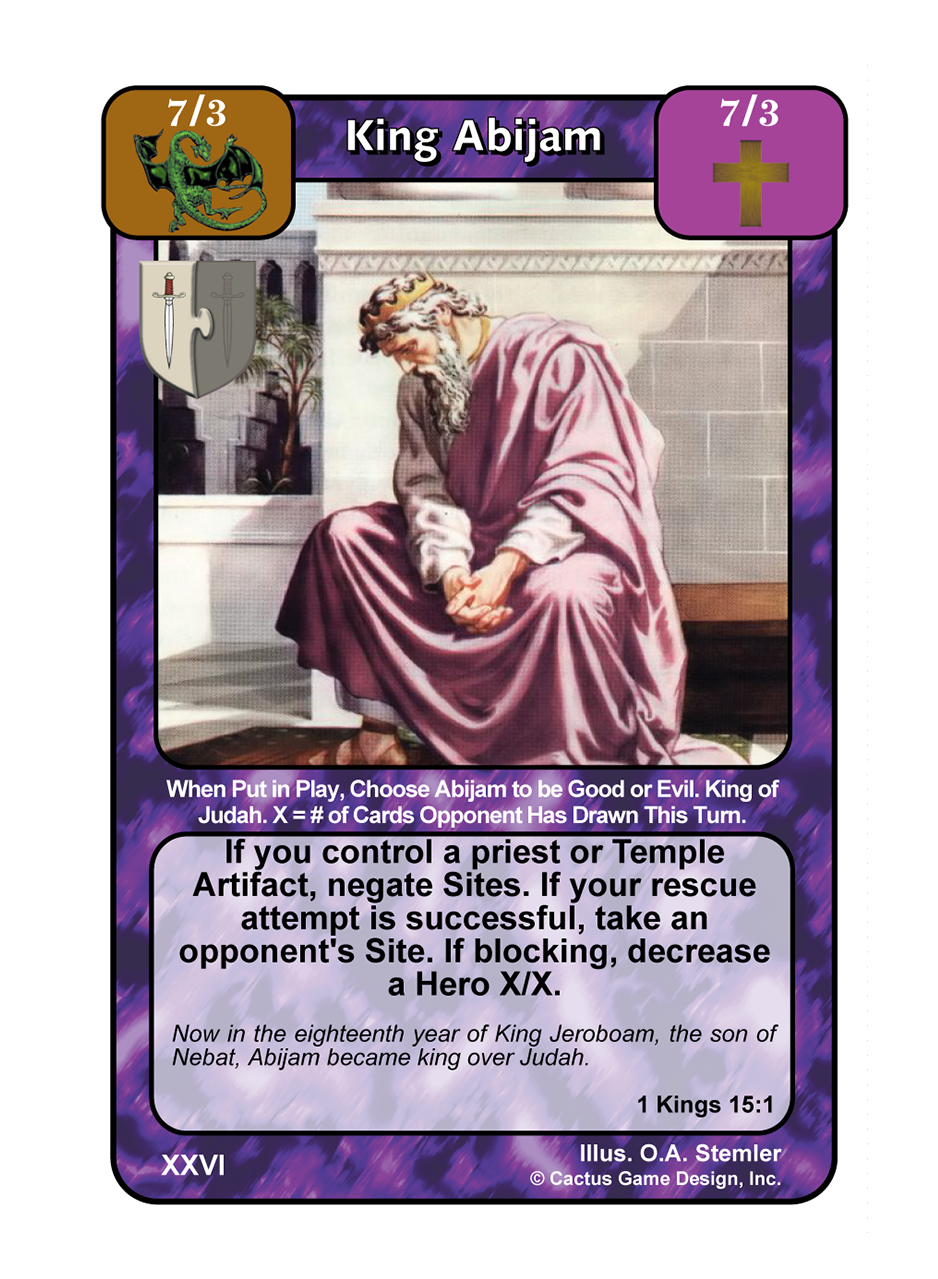 7/3
King Abijam
7/3
When Put in Play, Choose Abijam to be Good or Evil. King of
Judah. X = # of Cards Opponent Has Drawn This Turn.
If you control a priest or Temple
Artifact, negate Sites. If your rescue
attempt is successful, take an
opponent's Site. If blocking, decrease
a Hero X/X.
Now in the eighteenth year of King Jeroboam, the son of
Nebat, Abijam became king over Judah.
1 Kings 15:1
XXVI
Illus. O.A. Stemler
© Cactus Game Design, Inc.